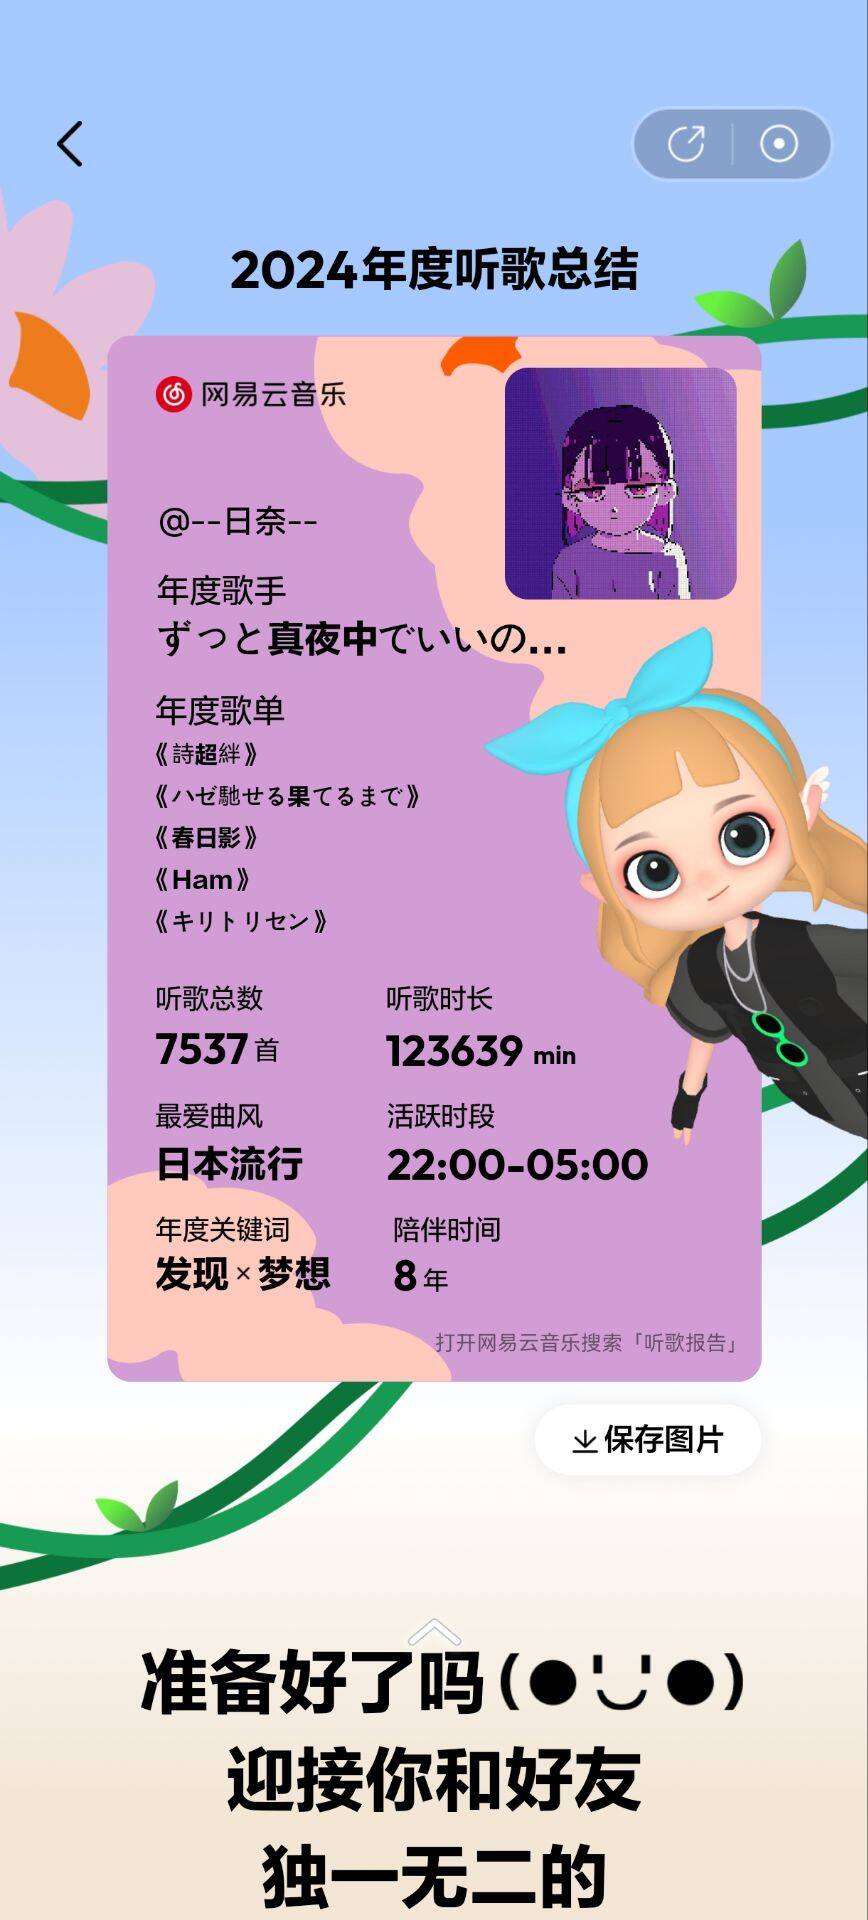 2024年度听歌总结
网易云音乐
@--日奈--
年度歌手
ずっと真夜中でいいの...
年度歌单
《詩超絆》
《ハゼ馳せる果てるまで》
《春日影》
《Ham》
《キリトリセン》
听歌总数 听歌时长
7537首 123639 min
最爱曲风 活跃时段
日本流行 22:00-05:00
年度关键词 陪伴时间
发现×梦想 8年
打开网易云音乐搜索「听歌报告」
保存图片
准备好了吗(●'◡'●)
迎接你和好友
独一无二的